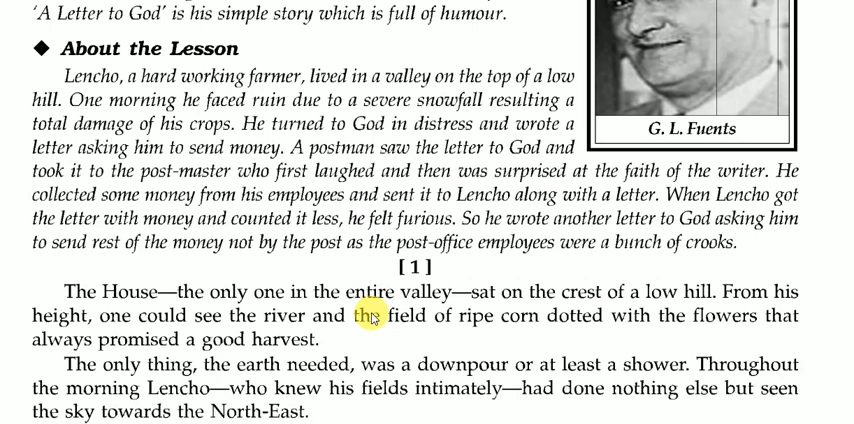 'A Letter to God' is his simple story which is full of humour.
◆ About the Lesson
Lencho, a hard working farmer, lived in a valley on the top of a low
hill. One morning he faced ruin due to a severe snowfall resulting a
total damage of his crops. He turned to God in distress and wrote a
letter asking him to send money. A postman saw the letter to God and
took it to the post-master who first laughed and then was surprised at the faith of the writer. He
collected some money from his employees and sent it to Lencho along with a letter. When Lencho got
the letter with money and counted it less, he felt furious. So he wrote another letter to God asking him
to send rest of the money not by the post as the post-office employees were a bunch of crooks.
G. L. Fuents
[ 1 ]
The House—the only one in the entire valley—sat on the crest of a low hill. From his
height, one could see the river and the field of ripe corn dotted with the flowers that
always promised a good harvest.
The only thing, the earth needed, was a downpour or at least a shower. Throughout
the morning Lencho—who knew his fields intimately—had done nothing else but seen
the sky towards the North-East.